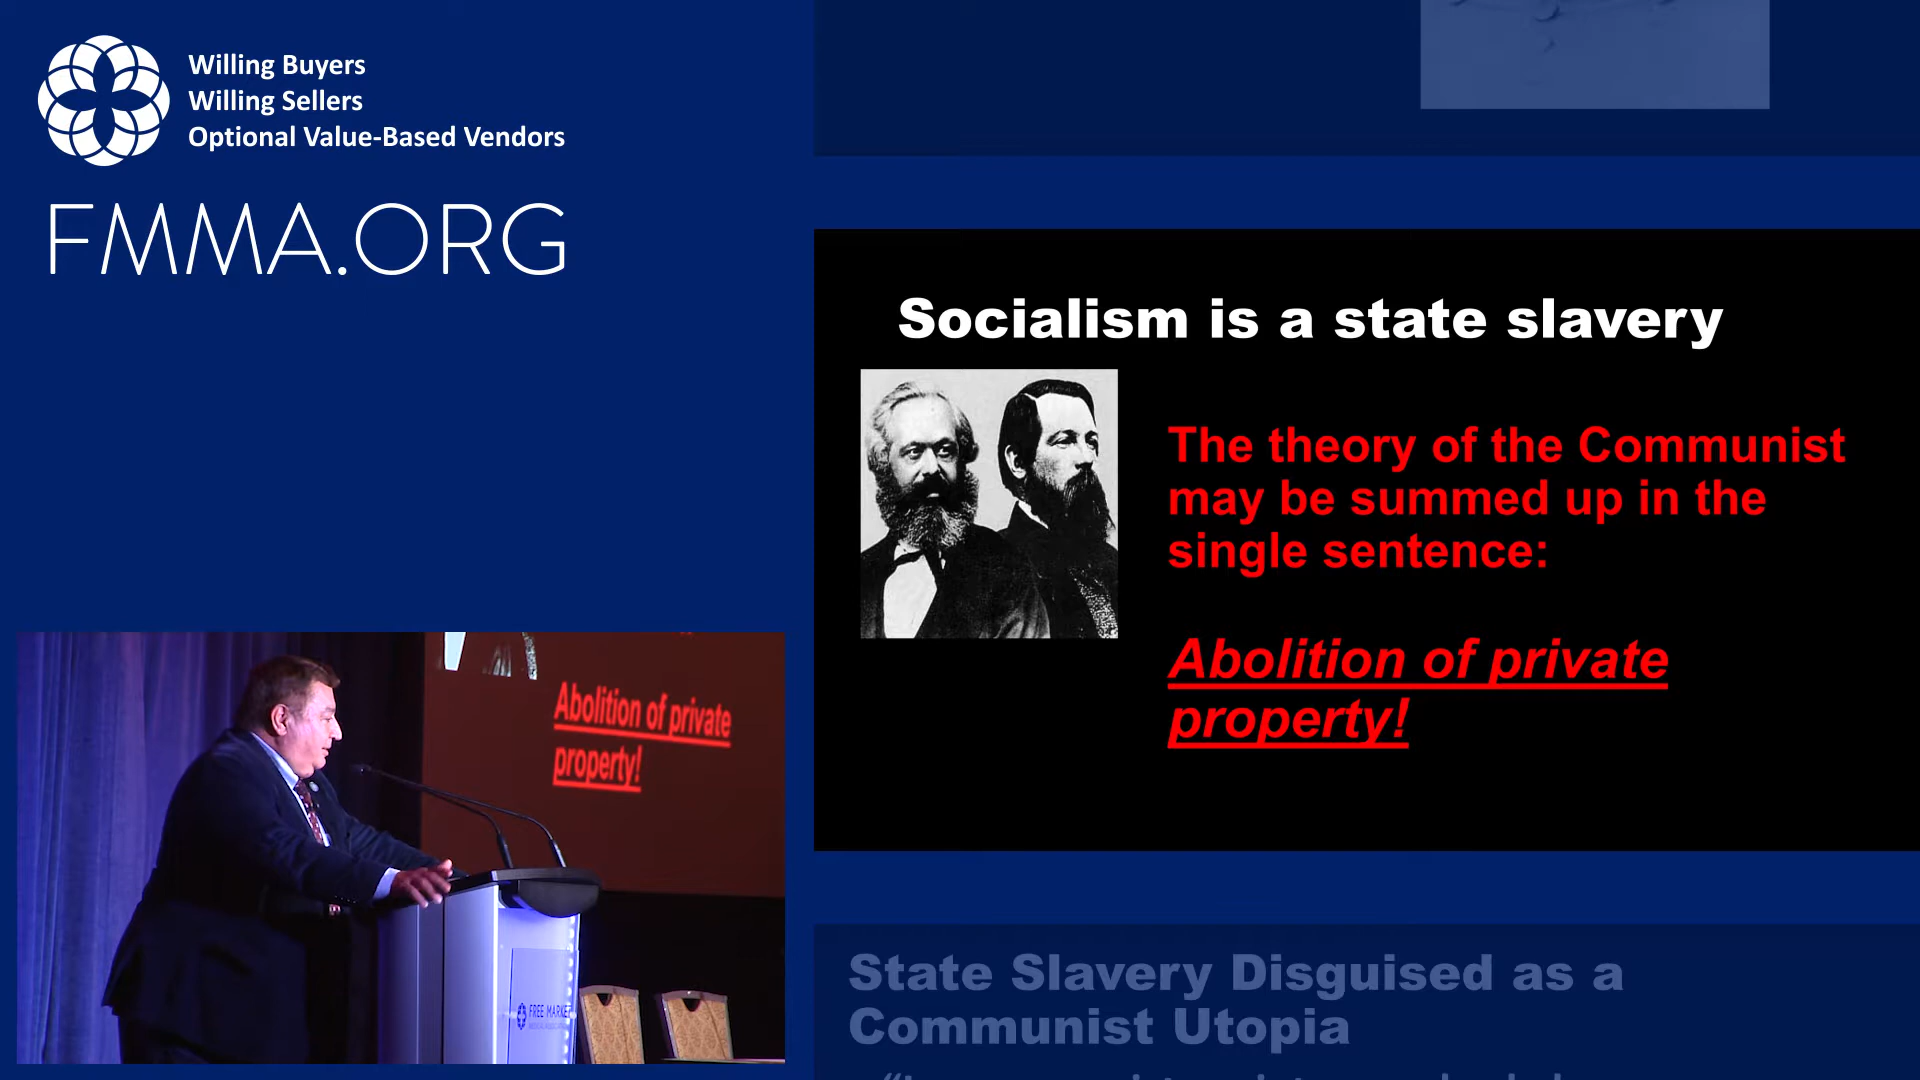 Willing Buyers
Willing Sellers
Optional Value-Based Vendors
FMMA.ORG
Socialism is a state slavery
The theory of the Communist
may be summed up in the
single sentence:
Abolition of private
property!
Abolition of private
property!
FREE MARKET
State Slavery Disguised as a
Communist Utopia